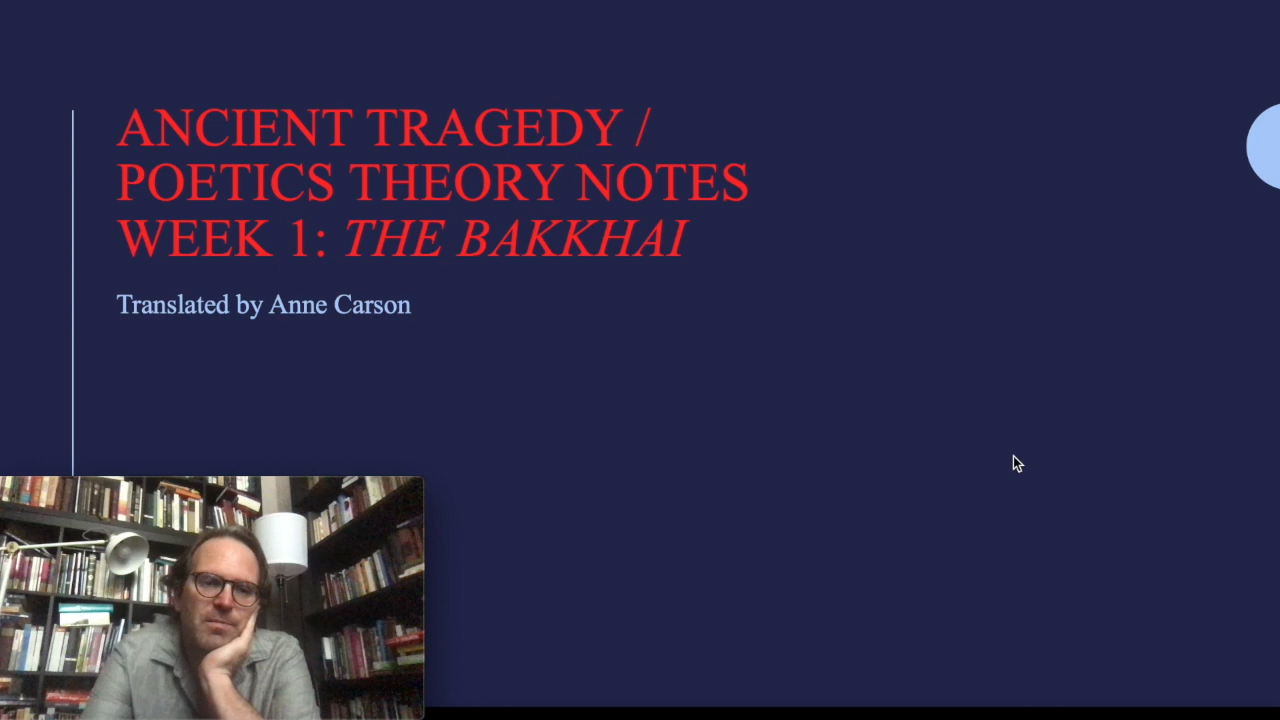 ANCIENT TRAGEDY /
POETICS THEORY NOTES
WEEK 1: THE BAKKHAI
Translated by Anne Carson